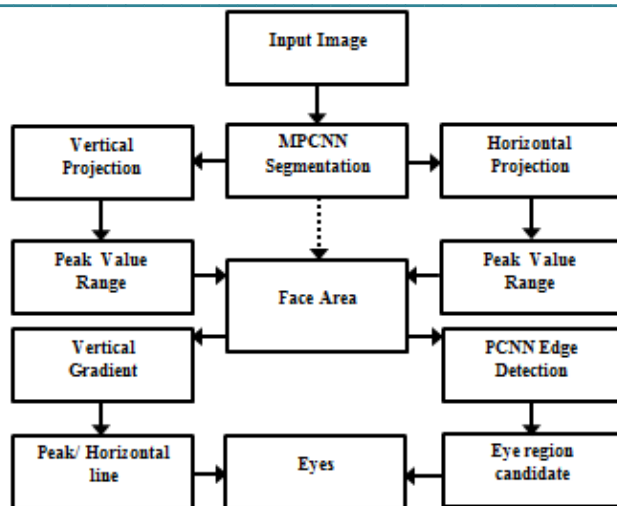 Input Image
Vertical
Projection
MPCNN
Segmentation
Horizontal
Projection
Peak Value
Range
Face Area
Peak Value
Range
Vertical
Gradient
PCNN Edge
Detection
Peak/ Horizontal
line
Eyes
Eye region
candidate